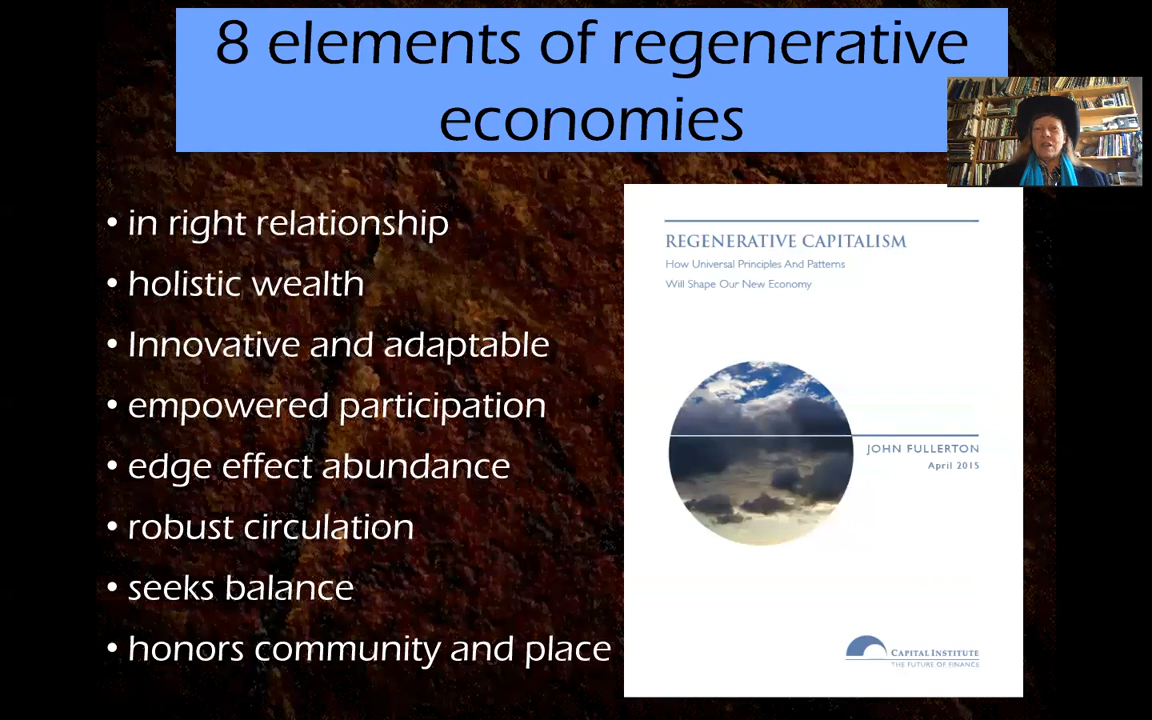 8 elements of regenerative
economies
• in right relationship
• holistic wealth
• Innovative and adaptable
• empowered participation
• edge effect abundance
• robust circulation
• seeks balance
• honors community and place
REGENERATIVE CAPITALISM
How Universal Principles And Patterns
Will Shape Our New Economy
JOHN FULLERTON
April 2015
CAPITAL INSTITUTE
THE FUTURE OF FINANCE